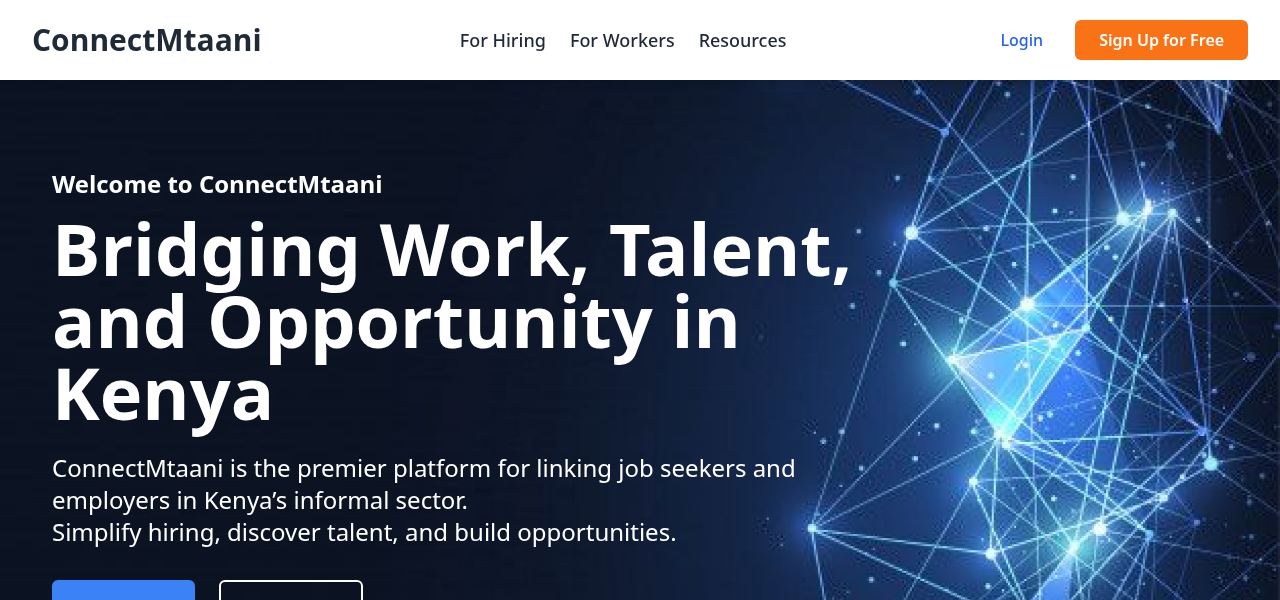 ConnectMtaani
For Hiring
For Workers
Resources
Login
Sign Up for Free
Welcome to ConnectMtaani
Bridging Work, Talent,
and Opportunity in
Kenya
ConnectMtaani is the premier platform for linking job seekers and
employers in Kenya’s informal sector.
Simplify hiring, discover talent, and build opportunities.